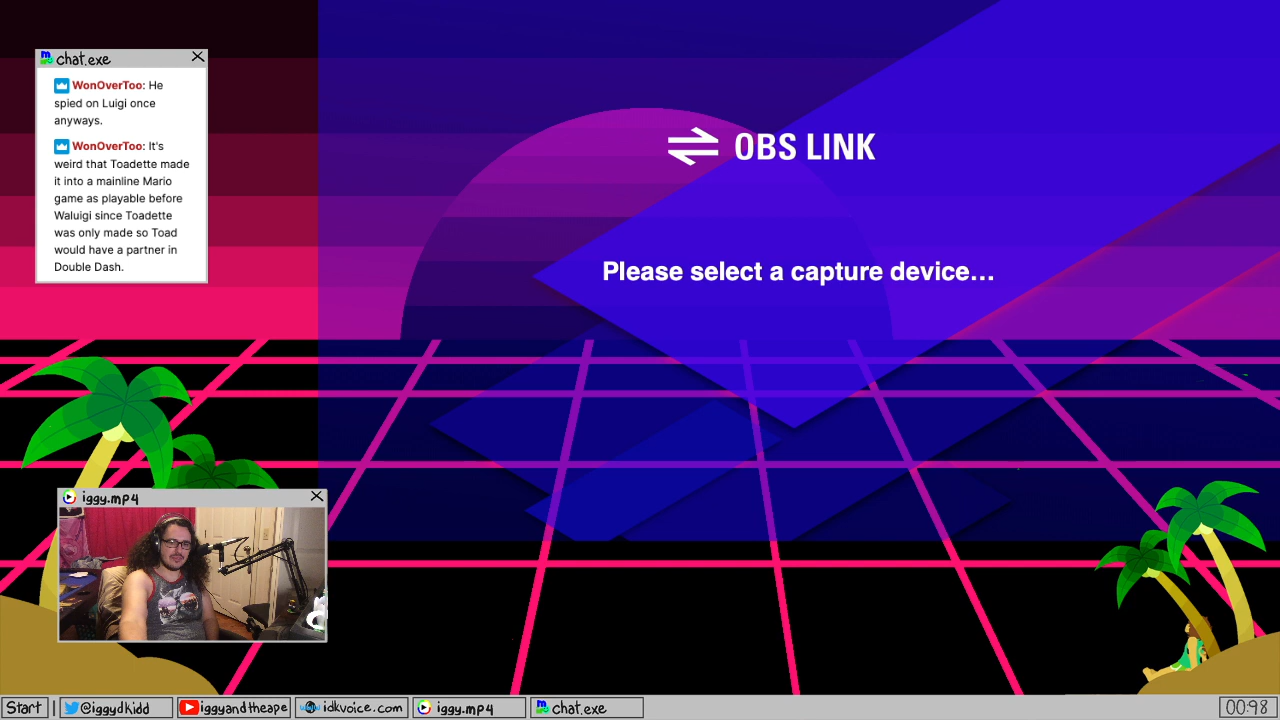 chat.exe
WonOverToo: He
spied on Luigi once
anyways.
WonOverToo: It's
weird that Toadette made
it into a mainline Mario
game as playable before
Waluigi since Toadette
was only made so Toad
would have a partner in
Double Dash.
OBS LINK
Please select a capture device...
iggy.mp4
Start | @iggydkidd iggyandtheape www idkvoice.com iggy.mp4 chat.exe 00:98